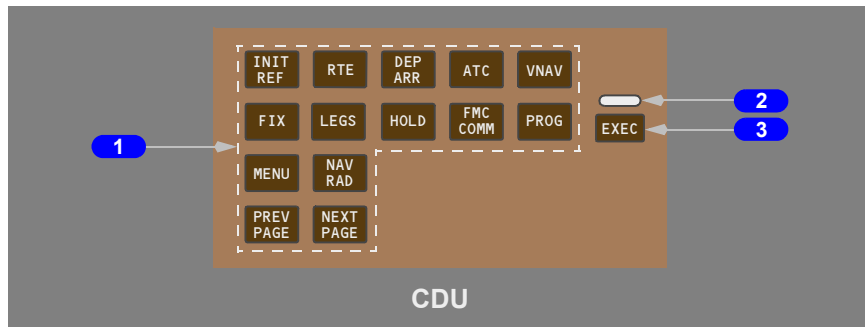 INIT REF RTE DEP ARR ATC VNAV
2
FIX LEGS HOLD FMC COMM PROG EXEC 3
1
MENU NAV RAD
PREV PAGE NEXT PAGE
CDU